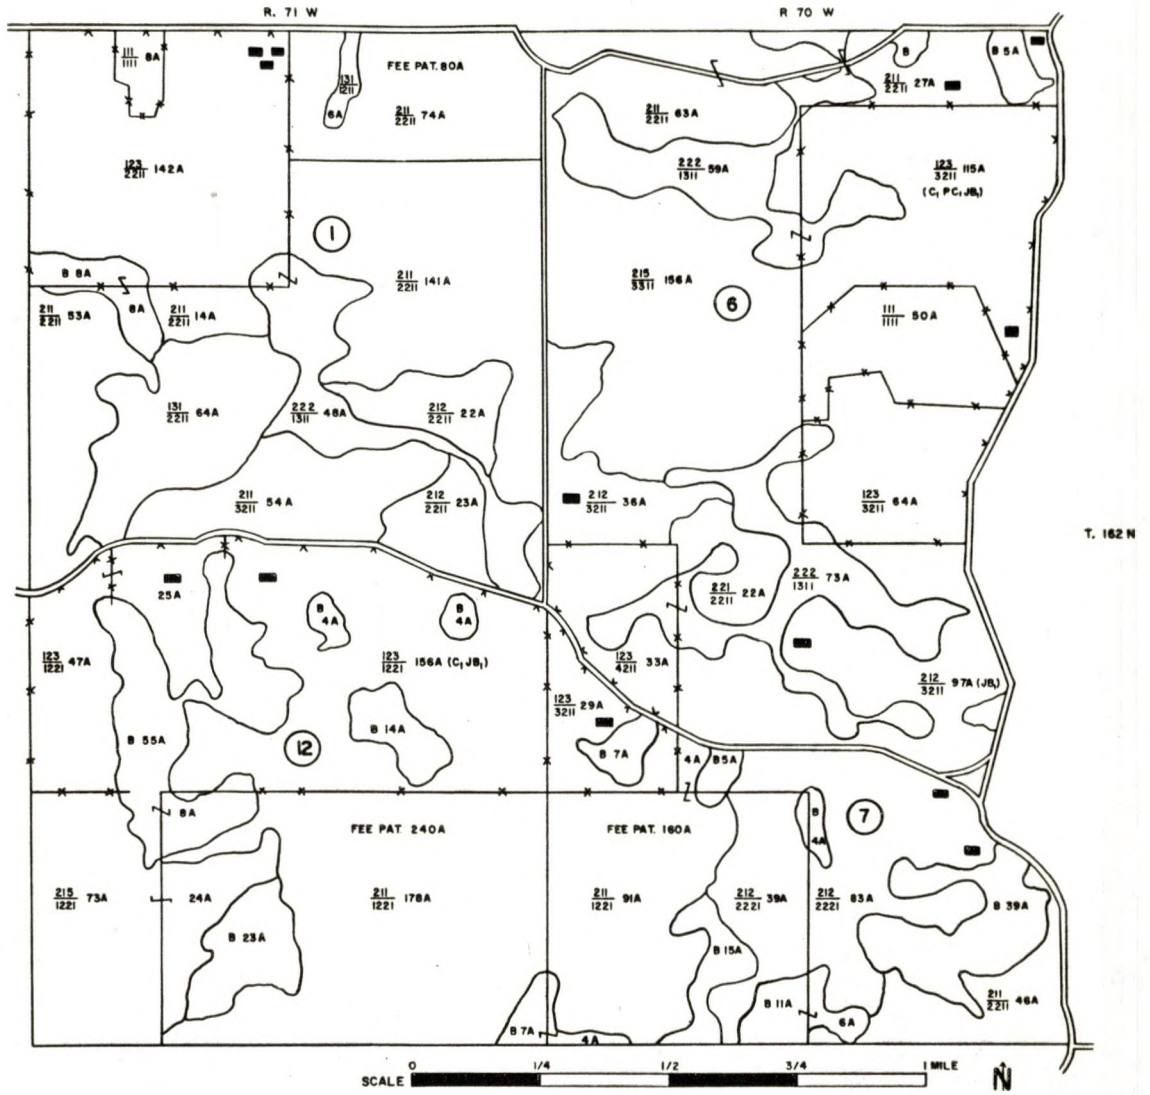 R. 71 W
R 70 W
111
1111 8A
131
1211
6A
FEE PAT. 80A
211
2211 74A
211
2211 63A
B
B 5A
211
2211 27A
123
2211 142A
222
1311 59A
123
3211 115A
(C₁ PC₁ JB₁)
1
B 8A
8A
211
2211 53A
211
2211 14A
211
2211 141A
215
3311 156A
6
111
1111 50A
131
2211 64A
222
1311 48A
212
2211 22A
211
3211 54A
212
2211 23A
212
3211 36A
123
3211 64A
T. 162 N
25A
B
4A
B
4A
221
2211 22A
222
1311 73A
123
1221 47A
123
1221 156A (C₁ JB₁)
123
4211 33A
212
3211 97A (JB₁)
123
3211 29A
B 55A
12
B 14A
B 7A
4A
B5A
8A
FEE PAT. 240A
FEE PAT. 160A
B
4A
7
215
1221 73A
24A
211
1221 178A
211
1221 91A
212
2221 39A
212
2221 83A
B 39A
B 23A
B 15A
B 7A
4A
B 11A
6A
211
2211 46A
0 1/4 1/2 3/4 1 MILE
SCALE
N